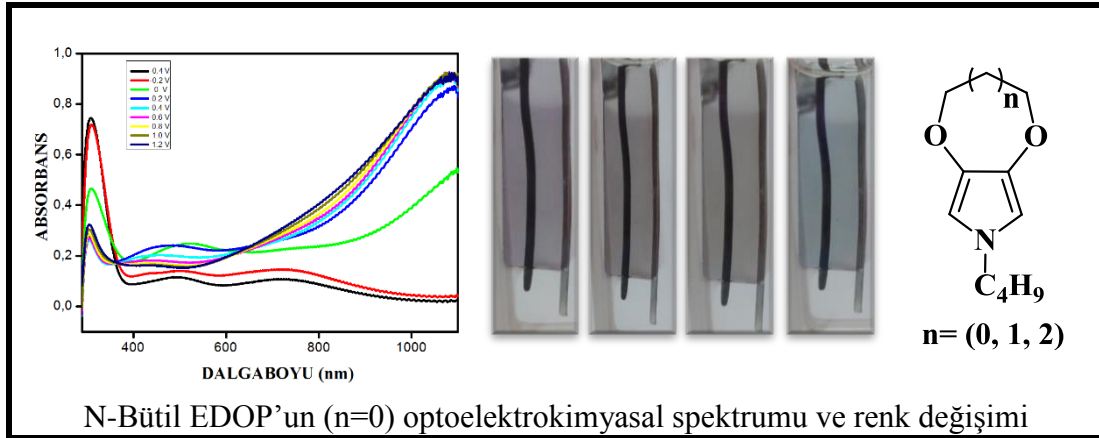 1,0
0,8
0,6
0,4
0,2
0,0
ABSORBANS
0.4 V
0.2 V
0 V
0.2 V
0.4 V
0.6 V
0.8 V
1.0 V
1.2 V
400 600 800 1000
DALGABOYU (nm)
n
O O
N
C4H9
n= (0, 1, 2)
N-Bütil EDOP’un (n=0) optoelektrokimyasal spektrumu ve renk değişimi